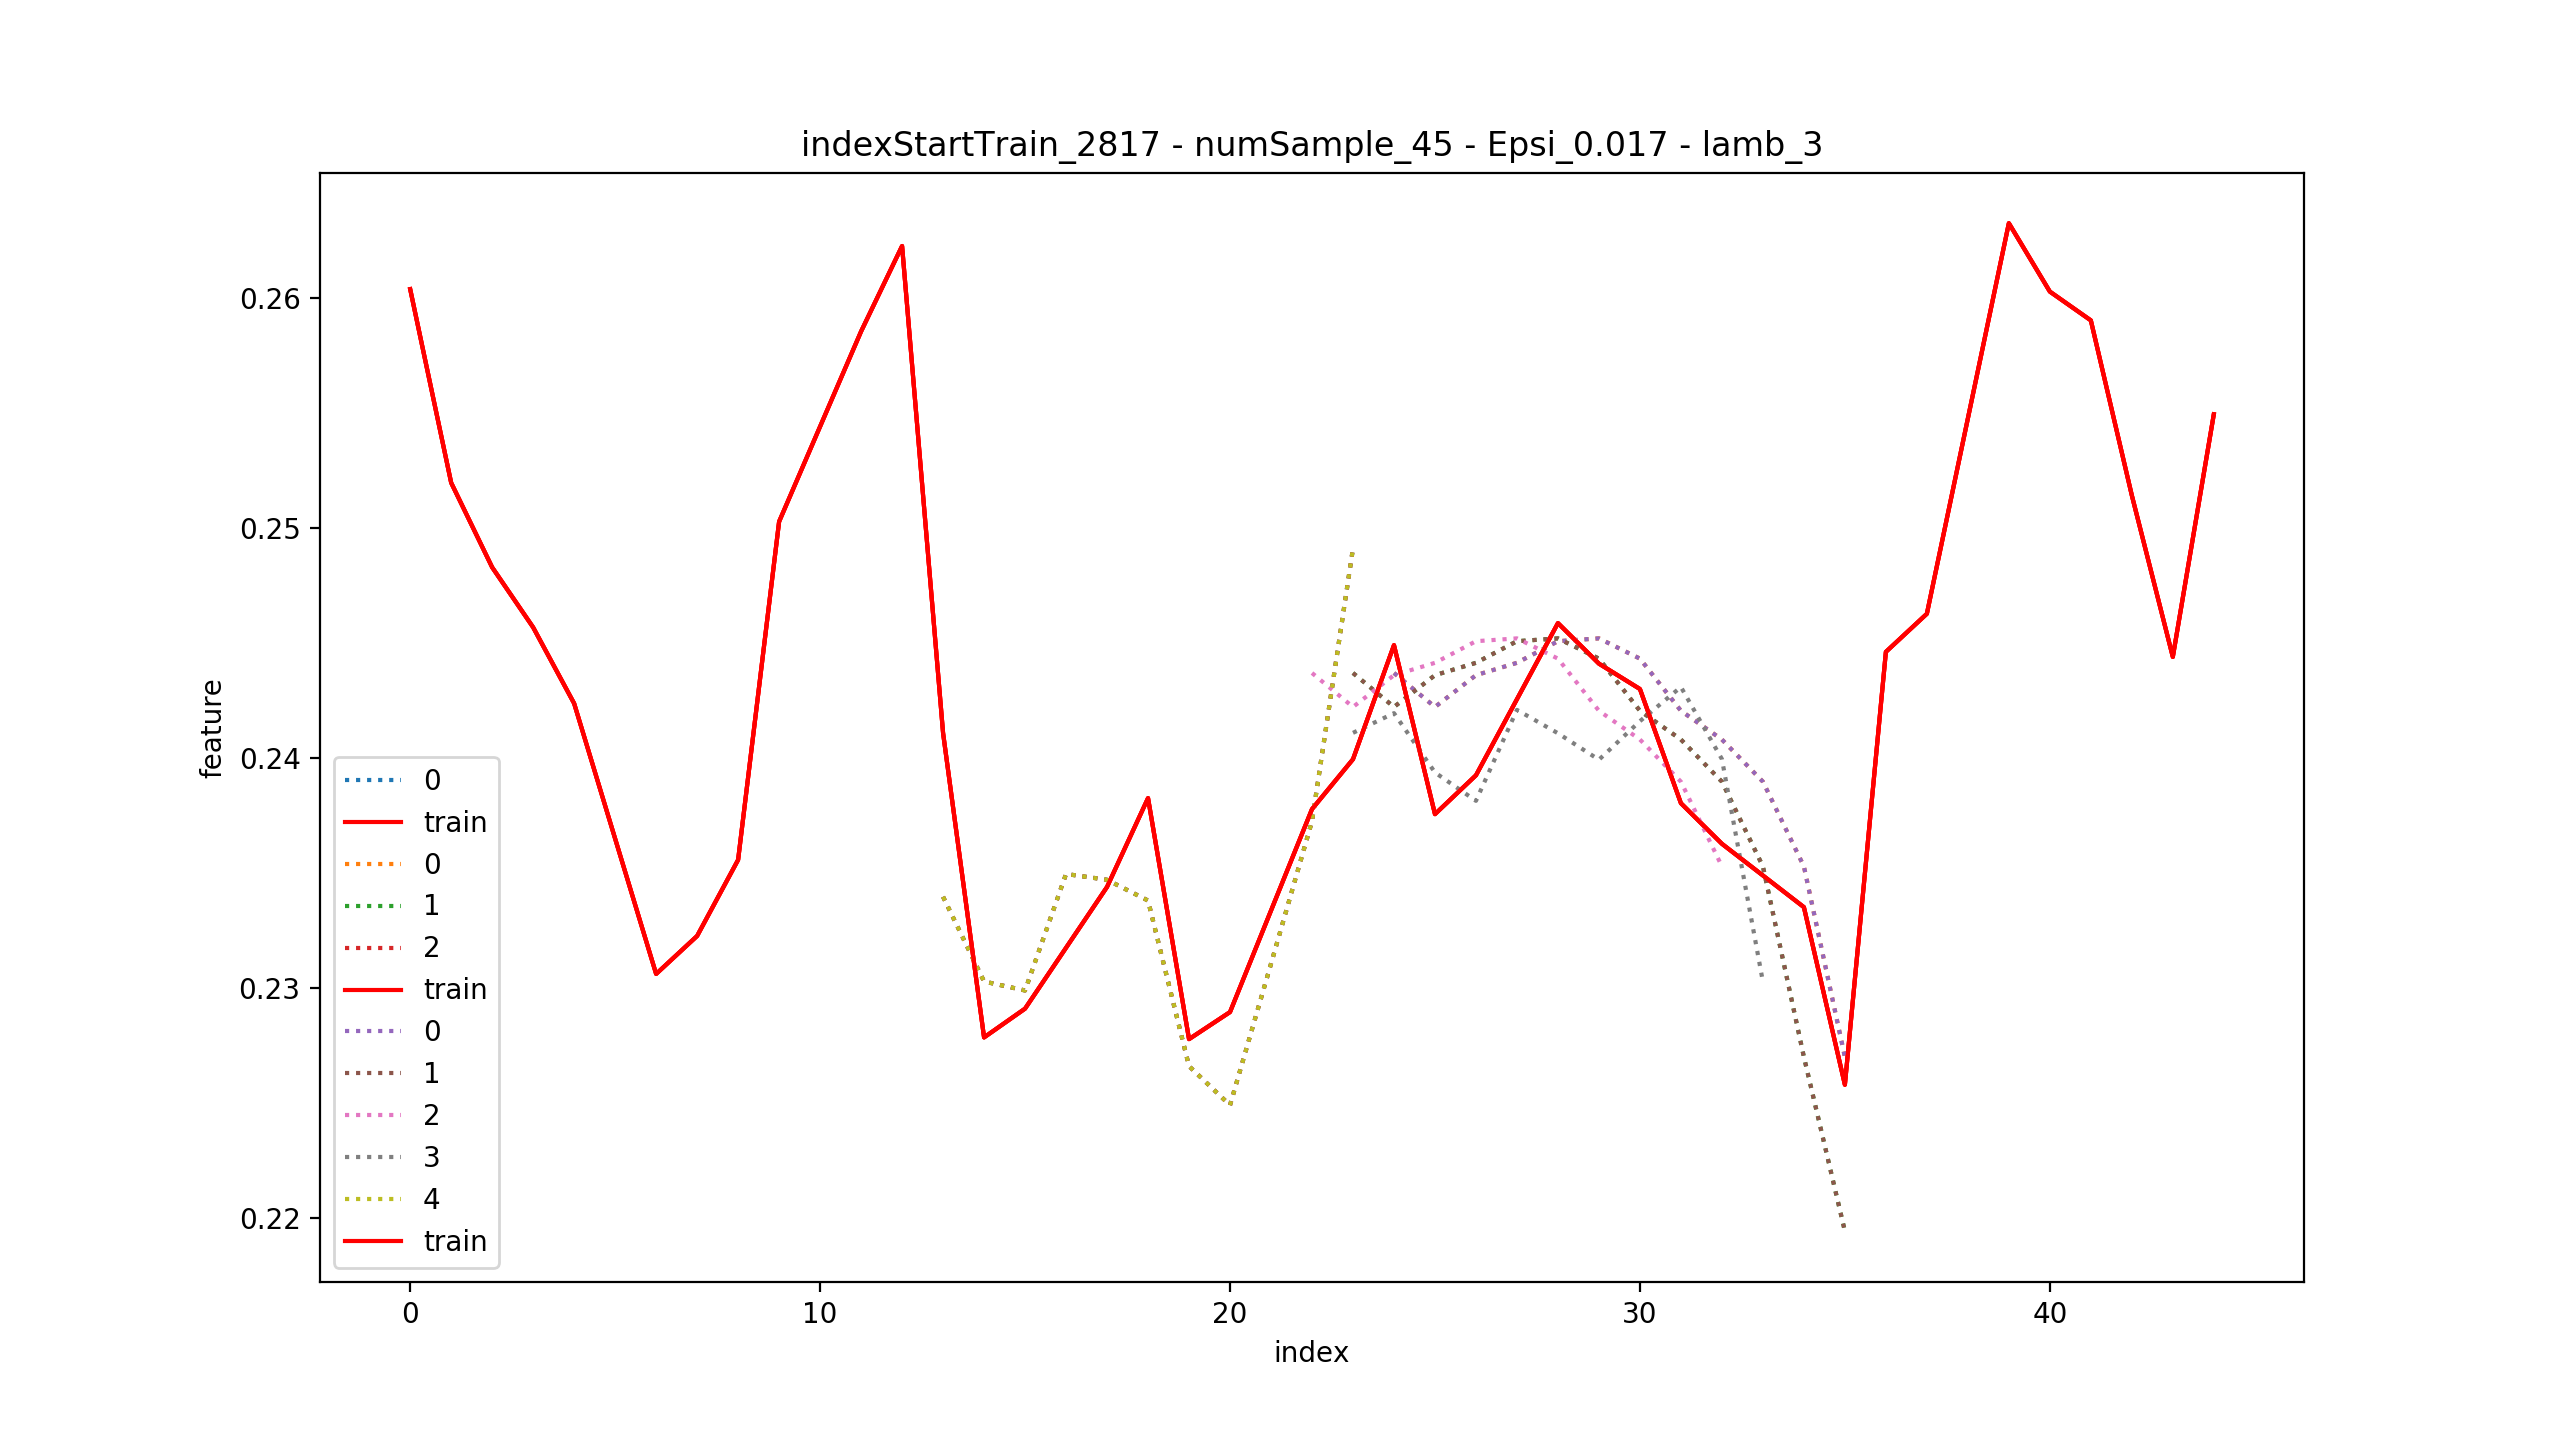 indexStartTrain_2817 - numSample_45 - Epsi_0.017 - lamb_3
feature
0.26
0.25
0.24
0.23
0.22
0
train
0
1
2
train
0
1
2
3
4
train
0 10 20 30 40
index